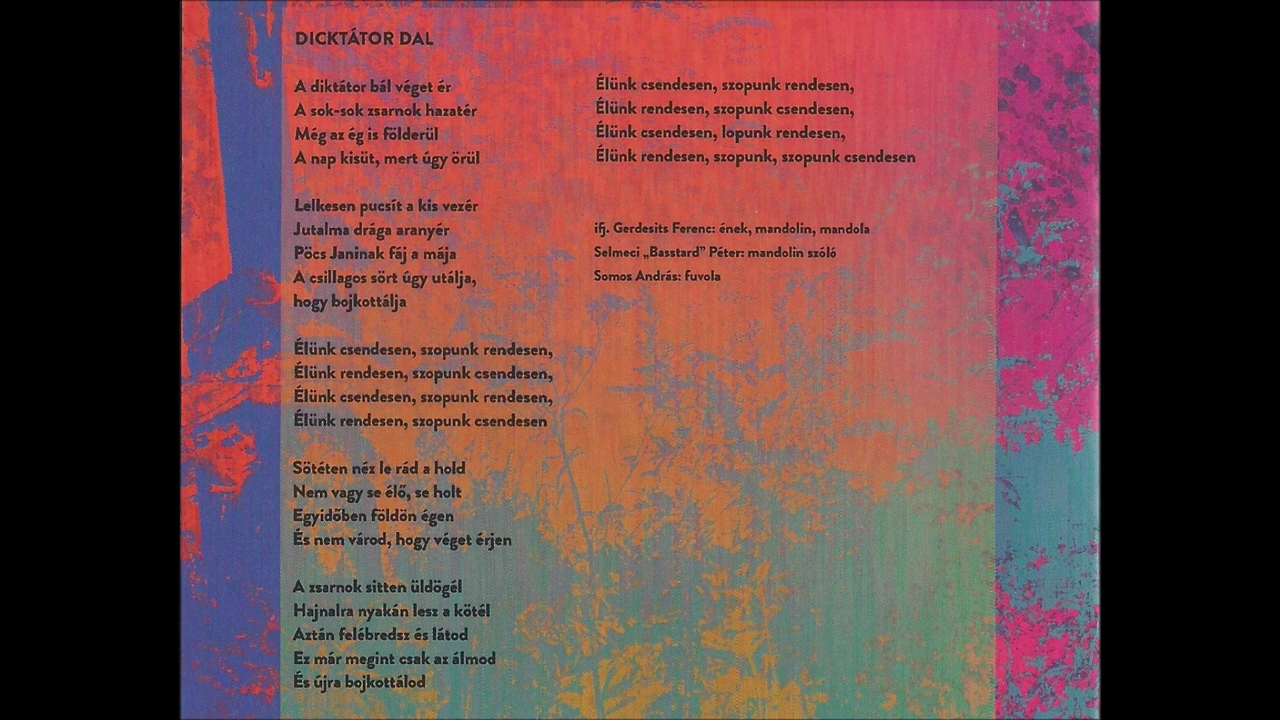 DICKTÁTOR DAL
A diktátor bál véget ér
A sok-sok zsarnok hazatér
Még az ég is földerül
A nap kisüt, mert úgy örül
Lelkesen pucsít a kis vezér
Jutalma drága aranyér
Pöcs Janinak fáj a mája
A csillagos sört úgy utálja,
hogy bojkottálja
Élünk csendesen, szopunk rendesen,
Élünk rendesen, szopunk csendesen,
Élünk csendesen, szopunk rendesen,
Élünk rendesen, szopunk csendesen
Sötéten néz le rád a hold
Nem vagy se élő, se holt
Egyidőben földön égen
És nem várod, hogy véget érjen
A zsarnok sitten üldögél
Hajnalra nyakán lesz a kötél
Aztán felébredsz és látod
Ez már megint csak az álmod
És újra bojkottálod
Élünk csendesen, szopunk rendesen,
Élünk rendesen, szopunk csendesen,
Élünk csendesen, lopunk rendesen,
Élünk rendesen, szopunk, szopunk csendesen
ifj. Gerdesits Ferenc: ének, mandolin, mandola
Selmeci „Basstard” Péter: mandolin szóló
Somos András: fuvola